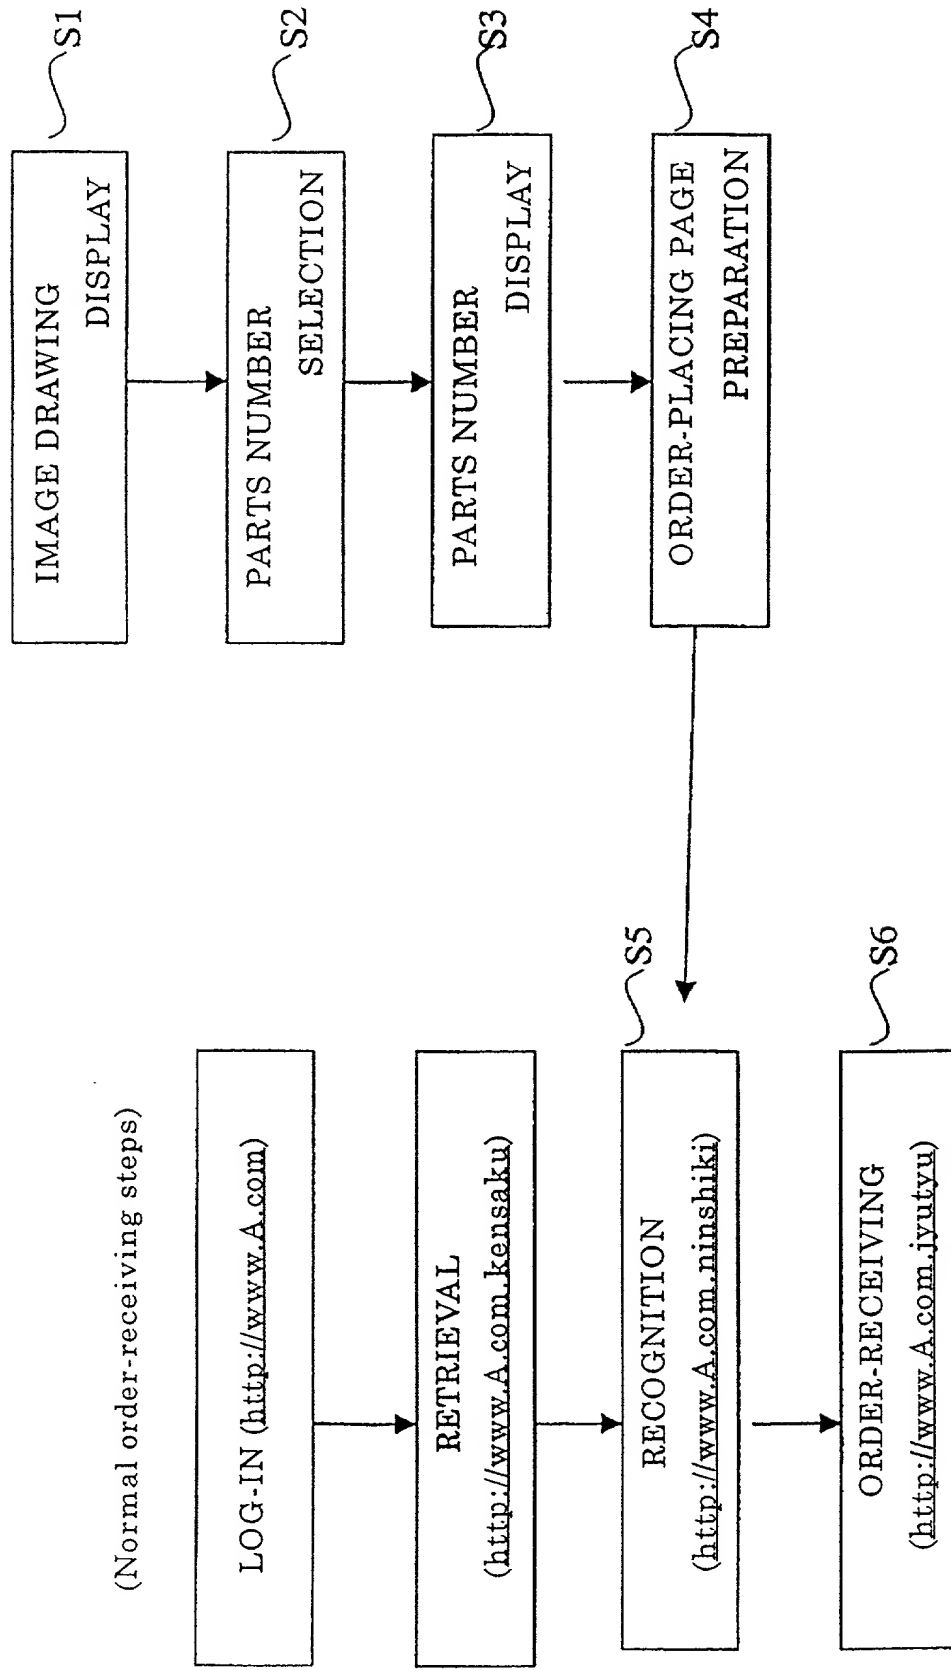 (Normal order-receiving steps)
LOG-IN (http://www.A.com)
RETRIEVAL
(http://www.A.com.kensaku)
RECOGNITION
(http://www.A.com.ninshiki)
S5
ORDER-RECEIVING
(http://www.A.com.jyutyu)
S6
IMAGE DRAWING
DISPLAY
S1
PARTS NUMBER
SELECTION
S2
PARTS NUMBER
DISPLAY
S3
ORDER-PLACING PAGE
PREPARATION
S4